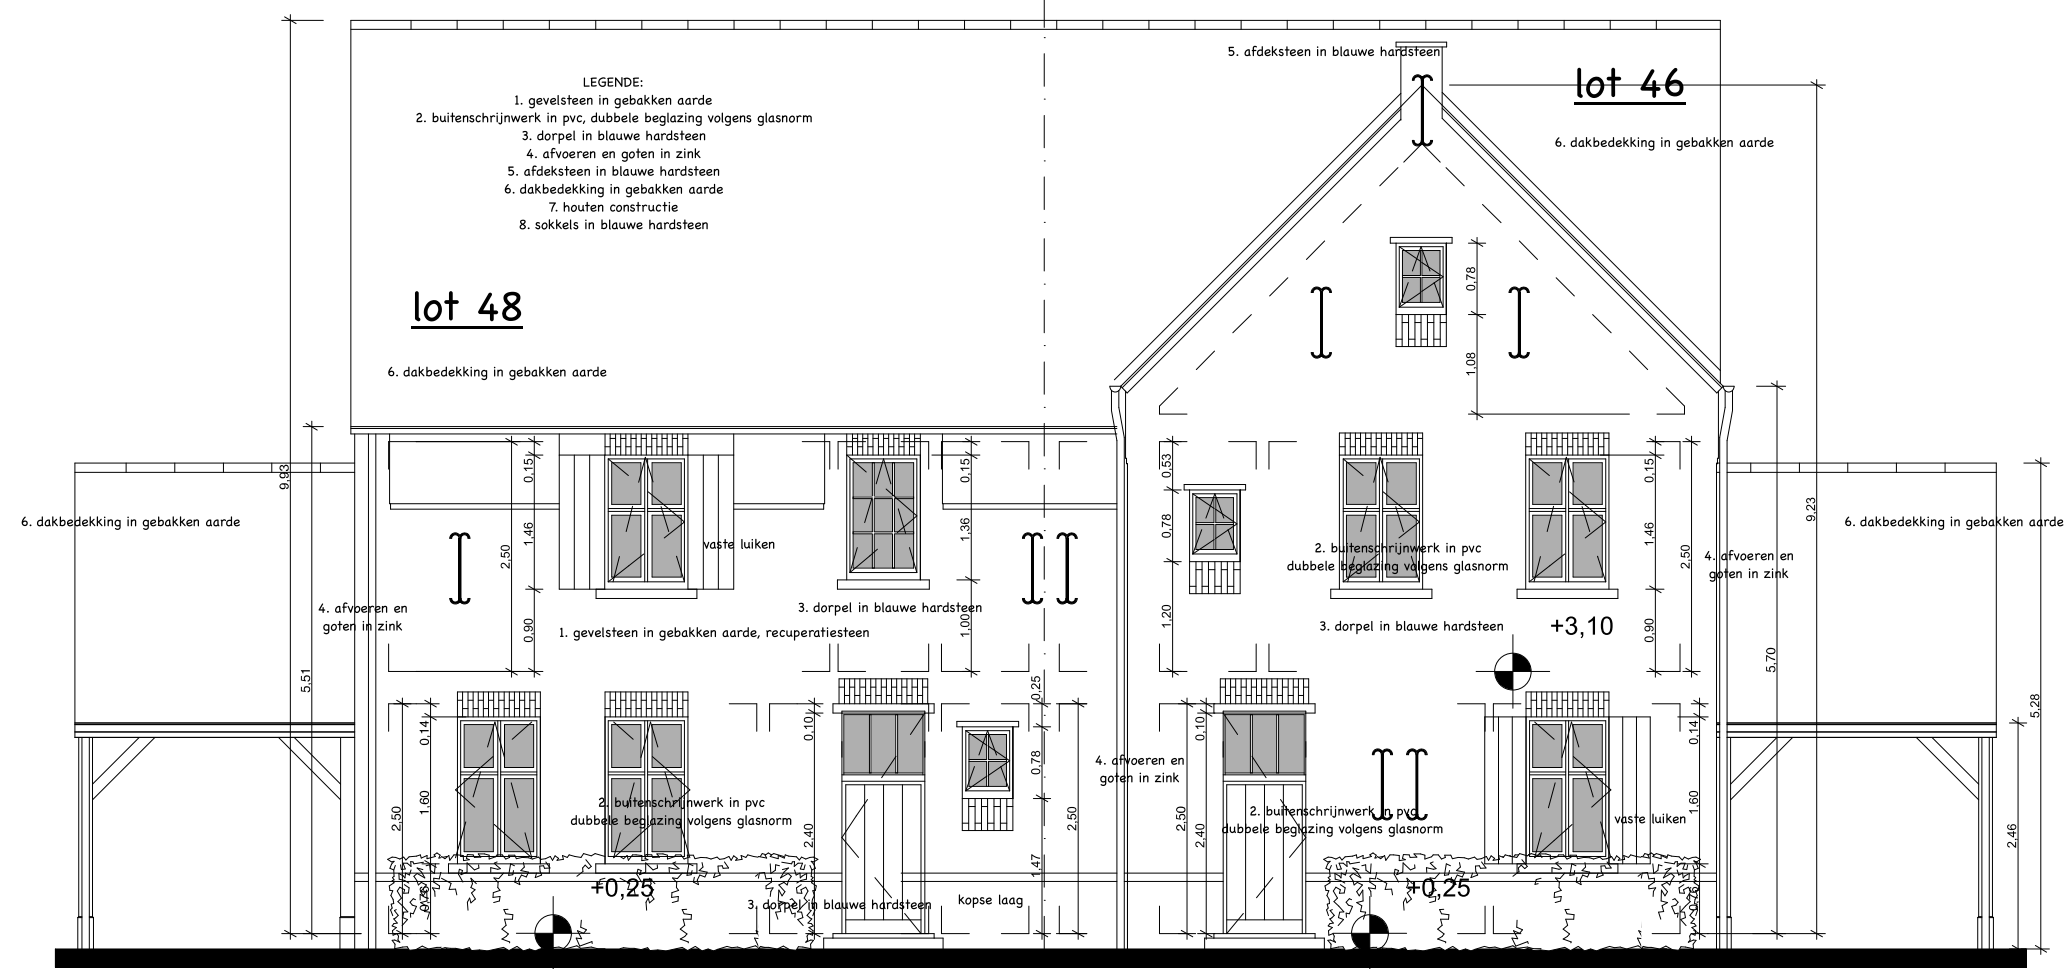 5. afdeksteen in blauwe hardsteen
lot 46
LEGENDE:
1. gevelsteen in gebakken aarde
2. buitenschrijnwerk in pvc, dubbele beglazing volgens glasnorm
3. dorpel in blauwe hardsteen
4. afvoeren en goten in zink
5. afdeksteen in blauwe hardsteen
6. dakbedekking in gebakken aarde
7. houten constructie
8. sokkels in blauwe hardsteen
6. dakbedekking in gebakken aarde
lot 48
6. dakbedekking in gebakken aarde
0,78
1,08
9,93
5,51
6. dakbedekking in gebakken aarde
2,50
0,15
1,46
0,90
vaste luiken
0,15
1,36
1,00
0,53
0,78
1,20
2. buitenschrijnwerk in pvc
dubbele beglazing volgens glasnorm
0,15
1,46
0,90
2,50
9,23
5,70
6. dakbedekking in gebakken aarde
4. afvoeren en
goten in zink
4. afvoeren en
goten in zink
3. dorpel in blauwe hardsteen
1. gevelsteen in gebakken aarde, recuperatiesteen
3. dorpel in blauwe hardsteen
+3,10
5,28
2,46
2,50
0,14
1,60
2. buitenschrijnwerk in pvc
dubbele beglazing volgens glasnorm
0,10
2,40
0,25
0,78
1,47
2,50
4. afvoeren en
goten in zink
2,50
0,10
2,40
2. buitenschrijnwerk in pvc
dubbele beglazing volgens glasnorm
0,14
1,60
vaste luiken
+0,25
3. dorpel in blauwe hardsteen
kopse laag
+0,25